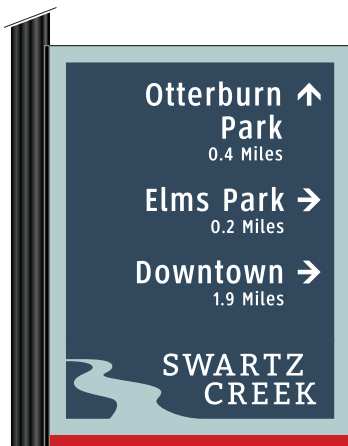 Otterburn ↑
Park
0.4 Miles
Elms Park →
0.2 Miles
Downtown →
1.9 Miles
SWARTZ
CREEK